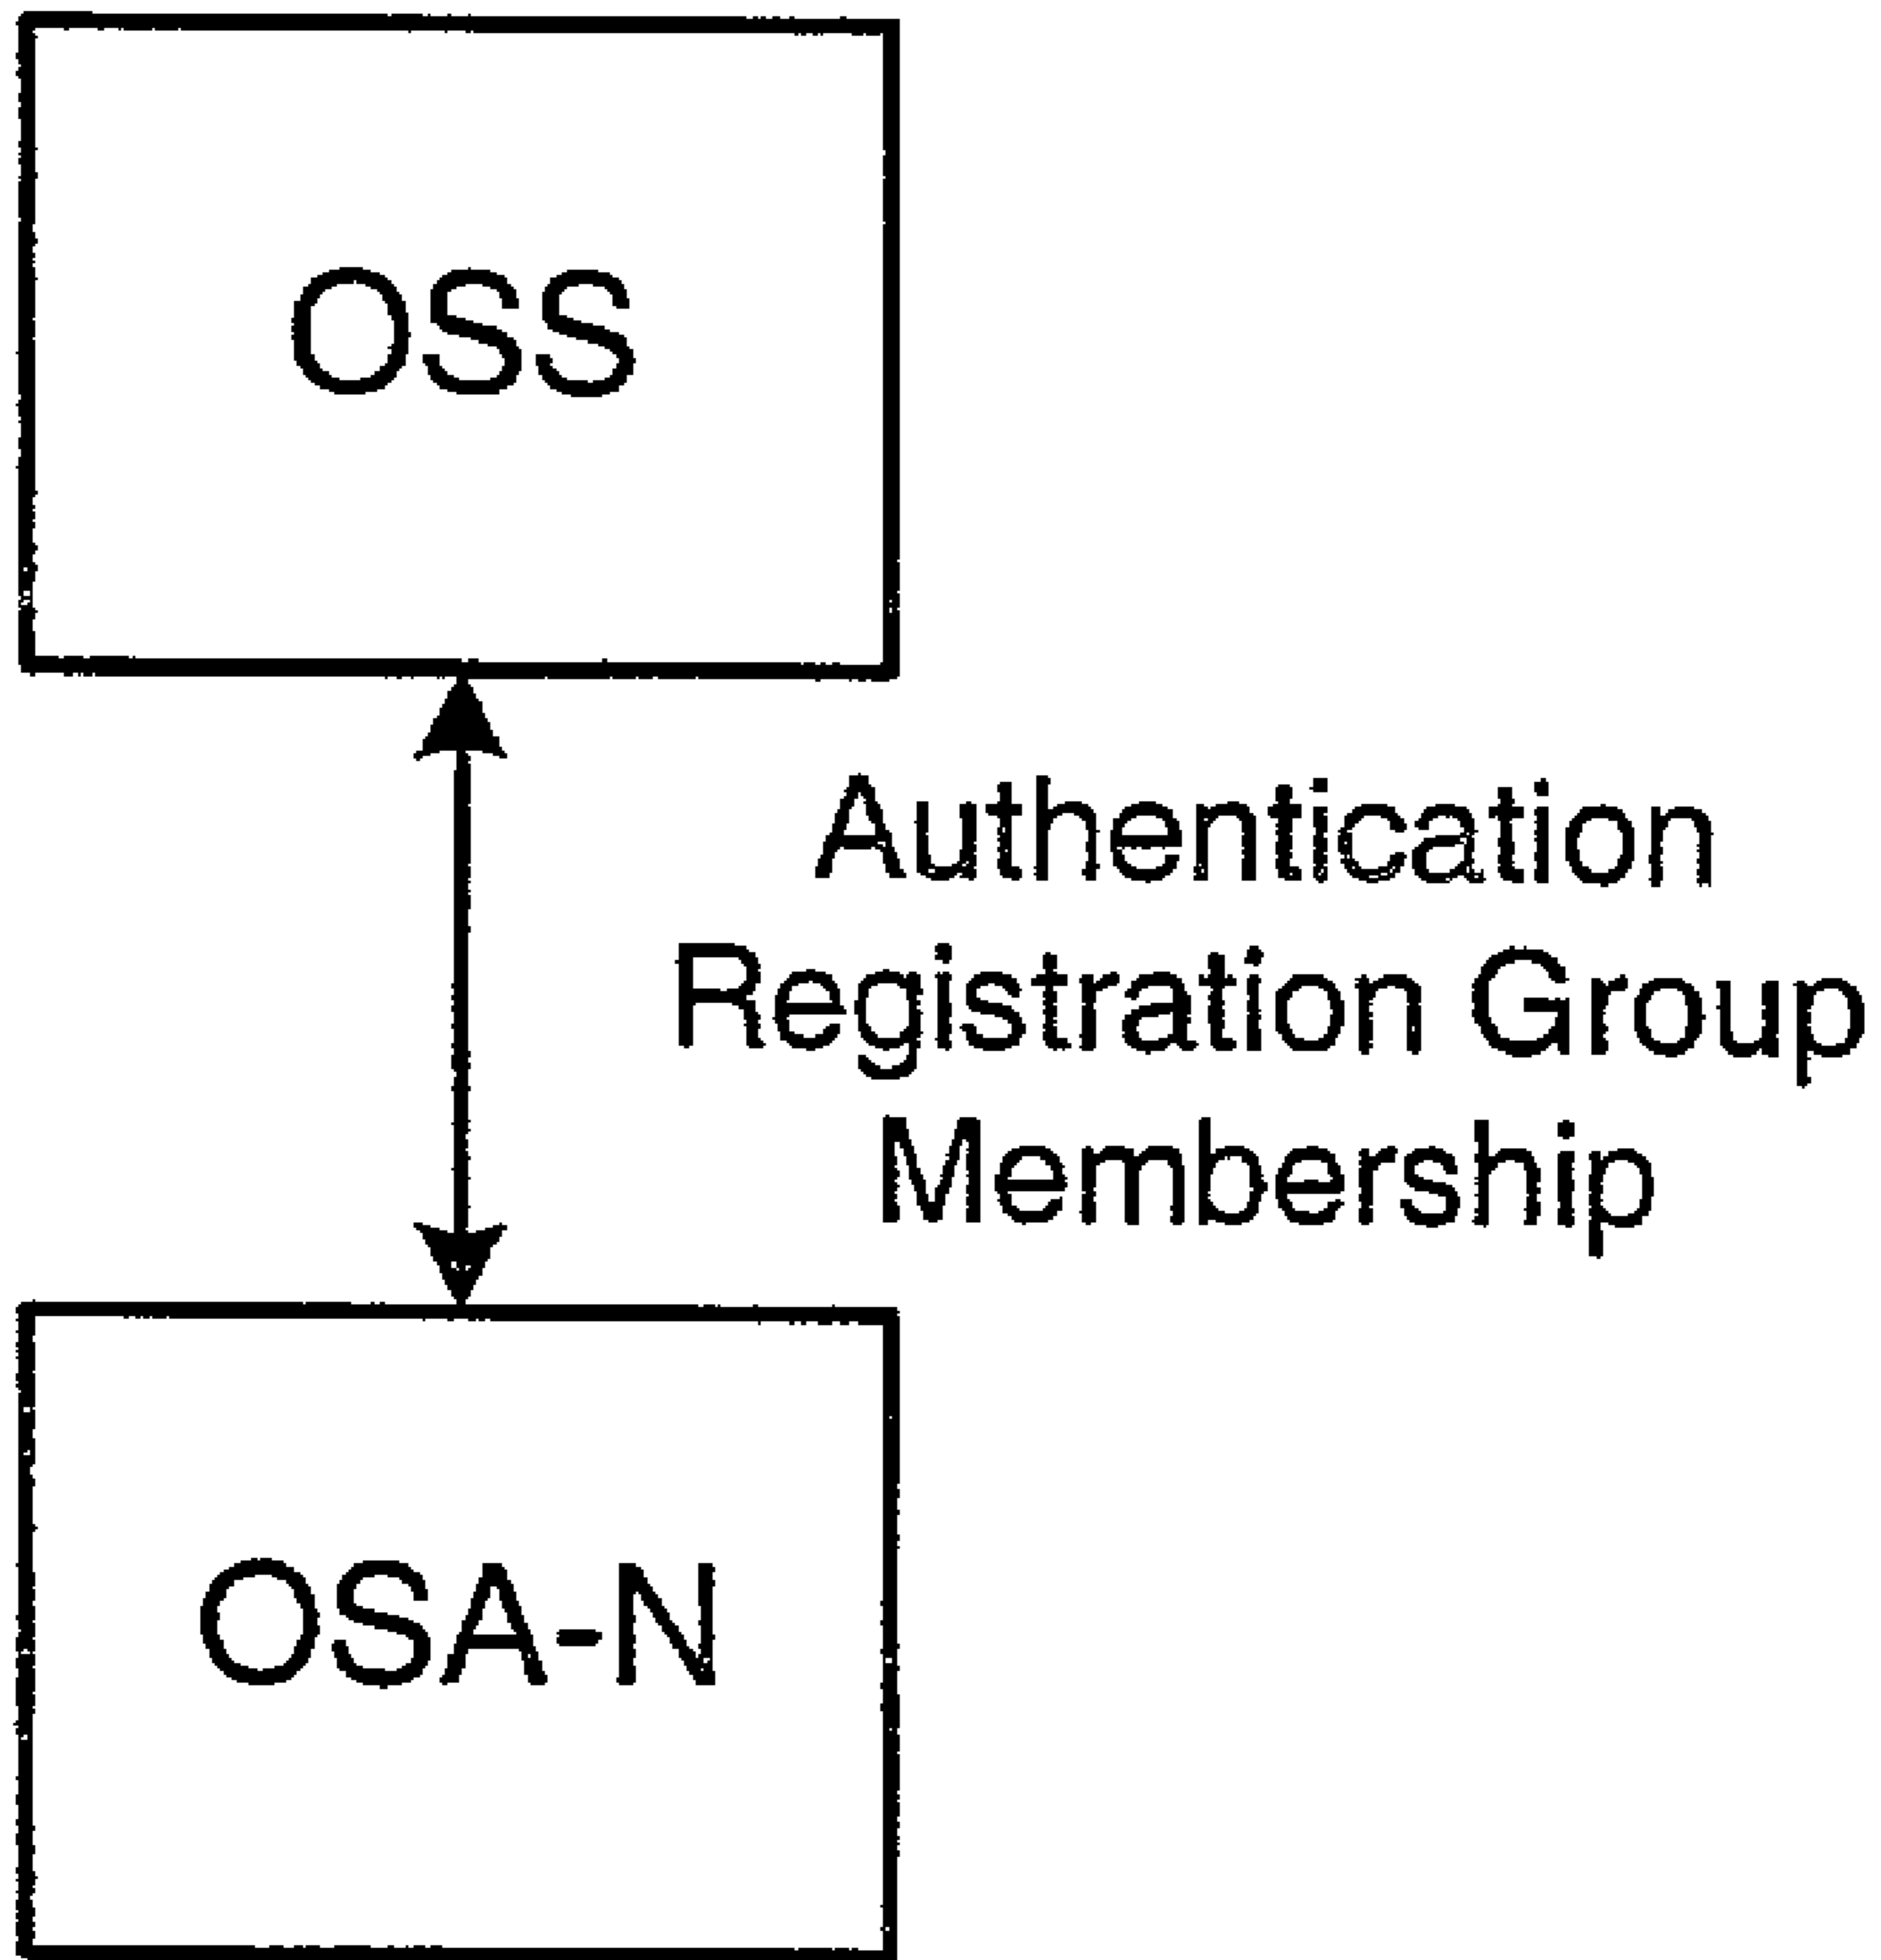 OSS
Authentication
Registration Group
Membership
OSA-N